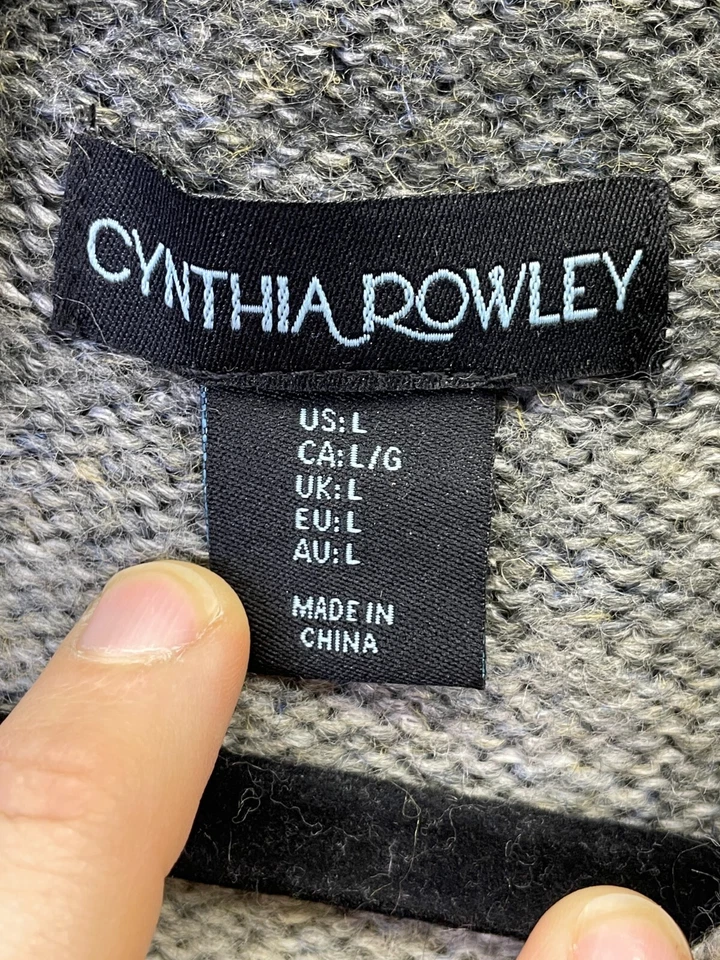 CYNTHIA ROWLEY
US: L
CA: L/G
UK: L
EU: L
AU: L
MADE IN
CHINA